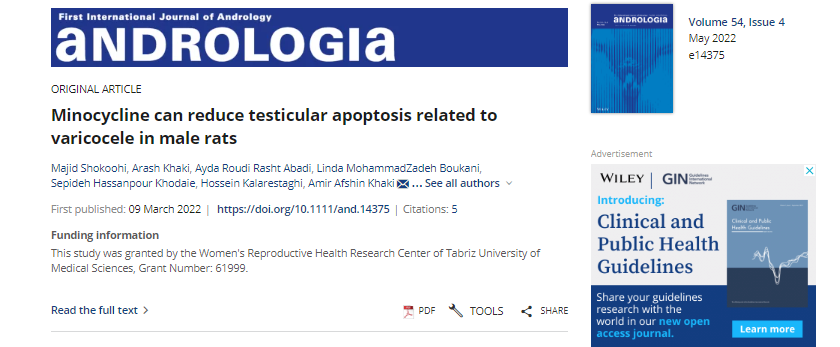 First International Journal of Andrology
aNDROLOGIa
ORIGINAL ARTICLE
Minocycline can reduce testicular apoptosis related to
varicocele in male rats
Majid Shokoohi, Arash Khaki, Ayda Roudi Rasht Abadi, Linda MohammadZadeh Boukani,
Sepideh Hassanpour Khodaie, Hossein Kalarestaghi, Amir Afshin Khaki ... See all authors
First published: 09 March 2022 | https://doi.org/10.1111/and.14375 | Citations: 5
Funding information
This study was granted by the Women's Reproductive Health Research Center of Tabriz University of
Medical Sciences, Grant Number: 61999.
Read the full text
PDF
TOOLS
SHARE
aNDROLOGIa
Volume 54, Issue 4
May 2022
e14375
Advertisement
WILEY | GIN Guidelines International Network
Introducing:
Clinical and
Public Health
Guidelines
GIN
Clinical and Public
Health Guidelines
Share your guidelines
research with the
world in our new open
access journal.
Learn more